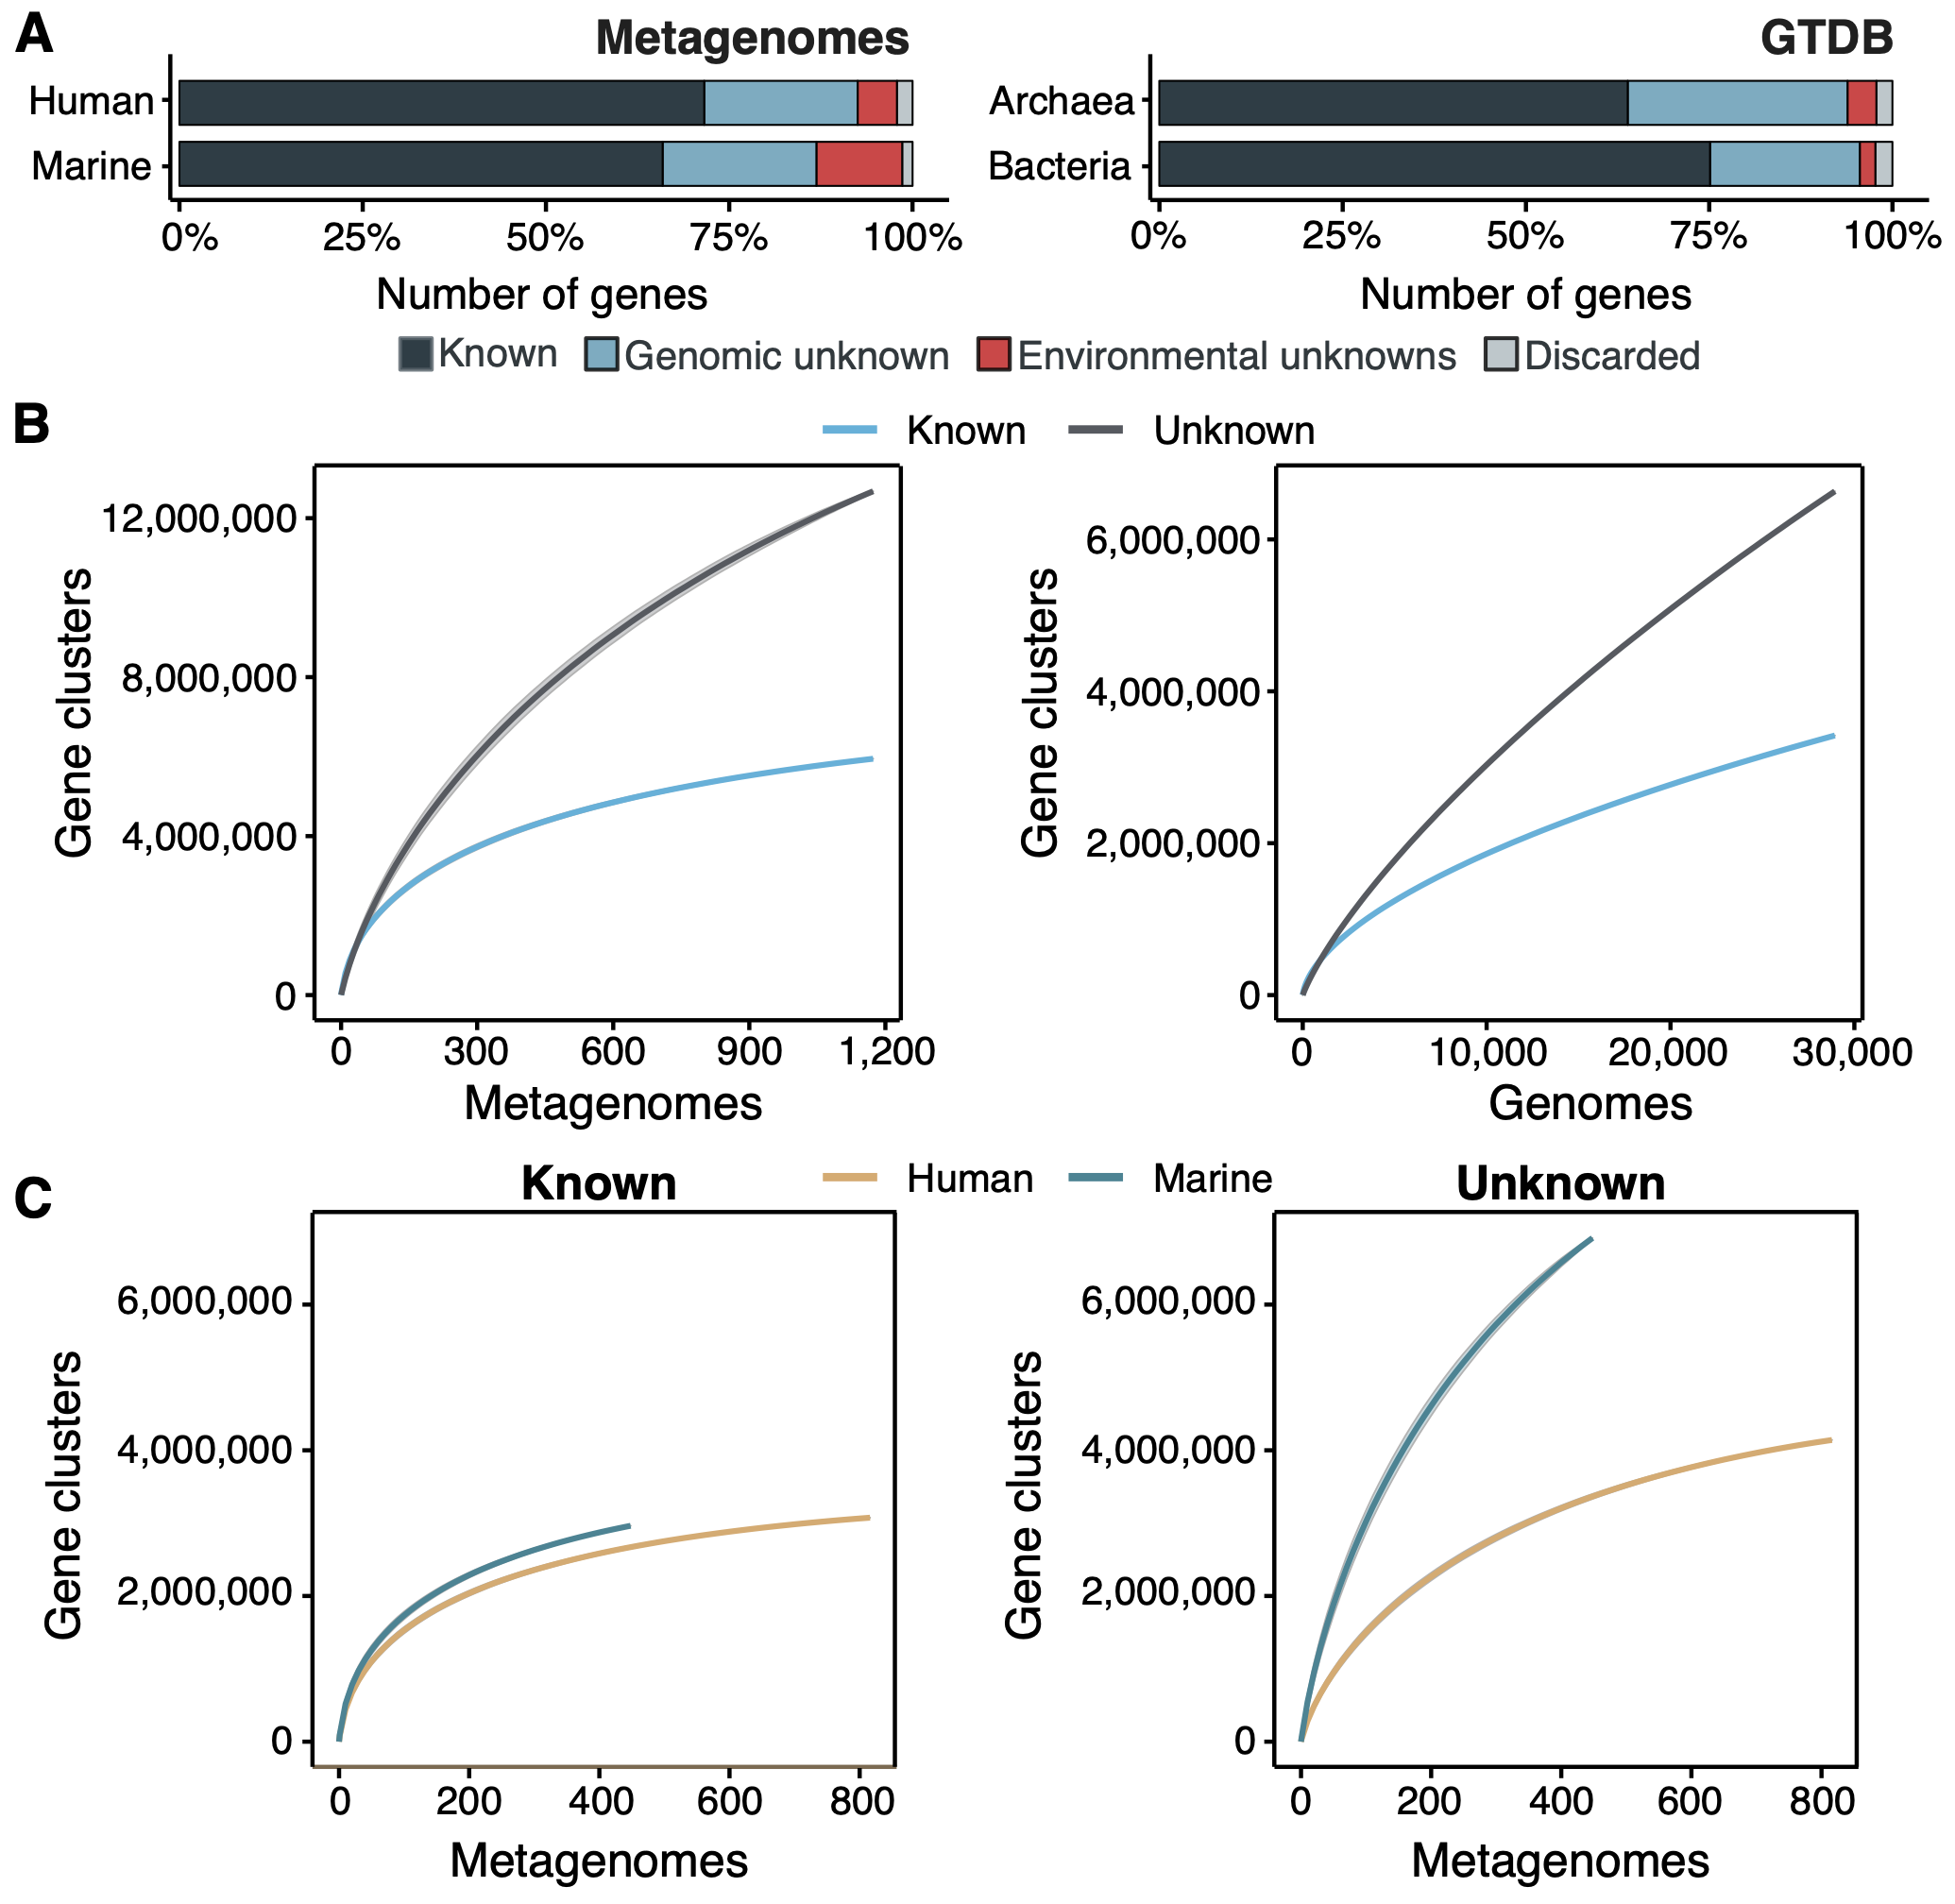 A
Metagenomes
GTDB
Human
Marine
0% 25% 50% 75% 100%
Number of genes
Archaea
Bacteria
0% 25% 50% 75% 100%
Number of genes
Known Genomic unknown Environmental unknowns Discarded
B
Known Unknown
12,000,000
8,000,000
4,000,000
0
Gene clusters
0 300 600 900 1,200
Metagenomes
6,000,000
4,000,000
2,000,000
0
Gene clusters
0 10,000 20,000 30,000
Genomes
C
Known
Human Marine
Unknown
6,000,000
4,000,000
2,000,000
0
Gene clusters
0 200 400 600 800
Metagenomes
6,000,000
4,000,000
2,000,000
0
Gene clusters
0 200 400 600 800
Metagenomes